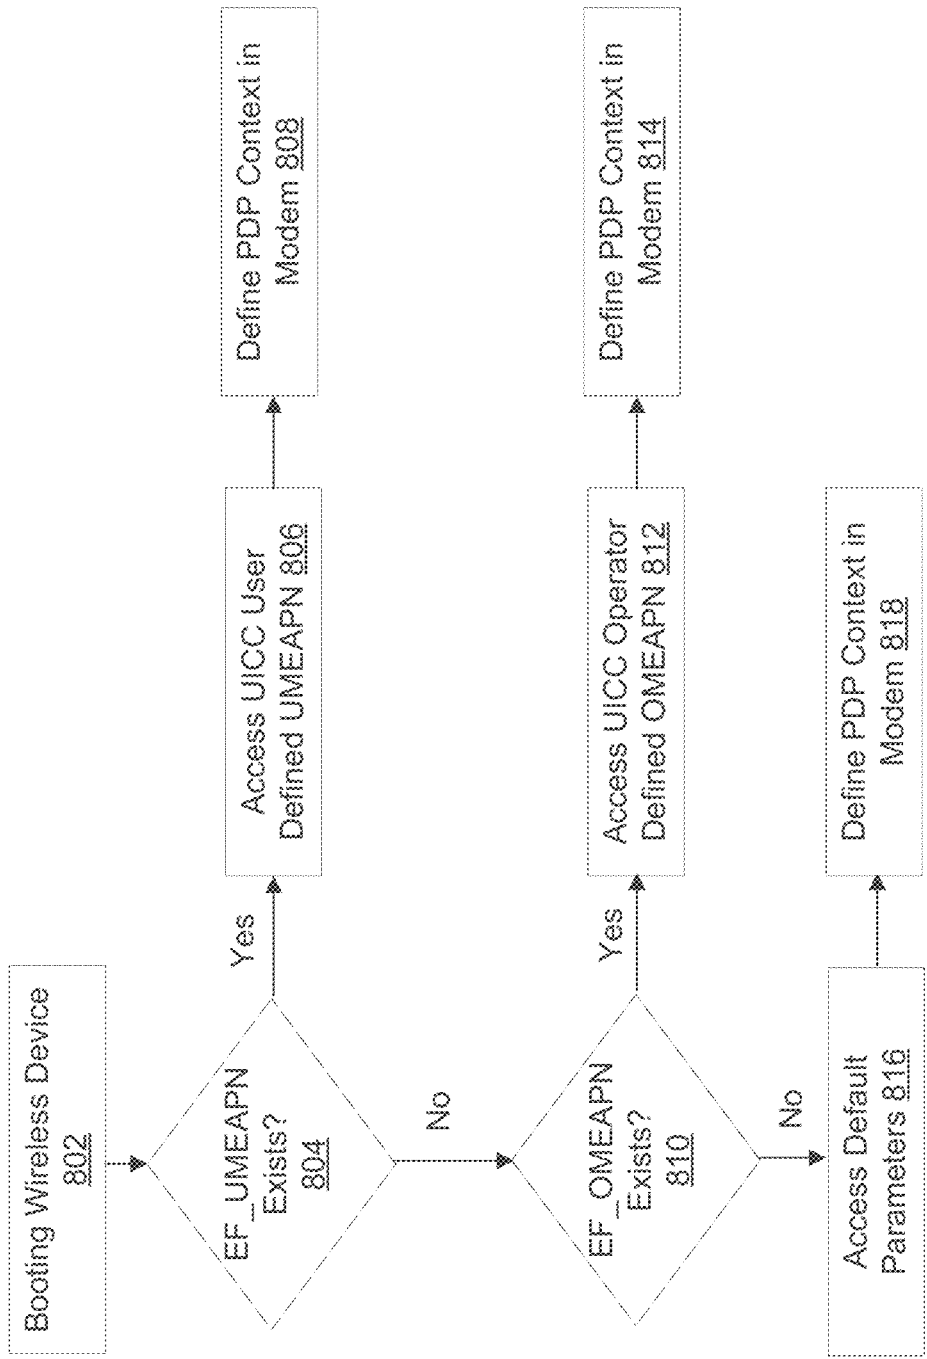 Booting Wireless Device
802
EF_UMEAPN
Exists?
804
Yes
Access UICC User
Defined UMEAPN 806
Define PDP Context in
Modem 808
No
EF_OMEAPN
Exists?
810
Yes
Access UICC Operator
Defined OMEAPN 812
Define PDP Context in
Modem 814
No
Access Default
Parameters 816
Define PDP Context in
Modem 818